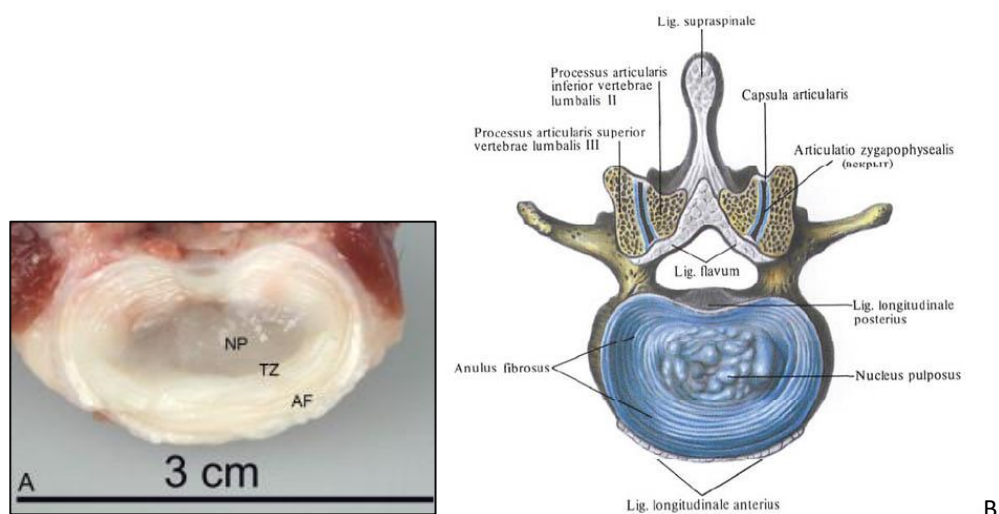 NP
TZ
AF
A
3 cm
Lig. supraspinale
Processus articularis
inferior vertebrae
lumbalis II
Capsula articularis
Processus articularis superior
vertebrae lumbalis III
Articulatio zygapophysealis
Lig. flavum
Lig. longitudinale
posterius
Anulus fibrosus
Nucleus pulposus
Lig. longitudinale anterius
B